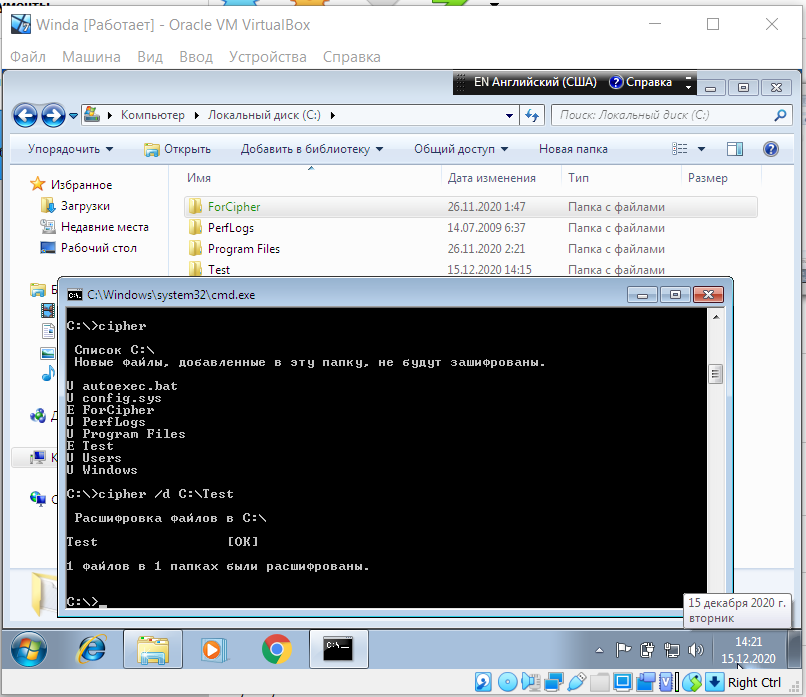 Winda [Работает] - Oracle VM VirtualBox
Файл Машина Вид Ввод Устройства Справка
EN Английский (США) Справка
Компьютер Локальный диск (C:)
Поиск: Локальный диск (C:)
Упорядочить Открыть Добавить в библиотеку Общий доступ Новая папка
Имя Дата изменения Тип Размер
Избранное
Загрузки
Недавние места
Рабочий стол
ForCipher 26.11.2020 1:47 Папка с файлами
PerfLogs 14.07.2009 6:37 Папка с файлами
Program Files 26.11.2020 2:21 Папка с файлами
Test 15.12.2020 14:15 Папка с файлами
C:\Windows\system32\cmd.exe
C:\>cipher
Список C:\
Новые файлы, добавленные в эту папку, не будут зашифрованы.
U autoexec.bat
U config.sys
E ForCipher
U PerfLogs
U Program Files
E Test
U Users
U Windows
C:\>cipher /d C:\Test
Расшифровка файлов в C:\
Test [OK]
1 файлов в 1 папках были расшифрованы.
C:\>_
15 декабря 2020 г.
вторник
14:21
15.12.2020
Right Ctrl